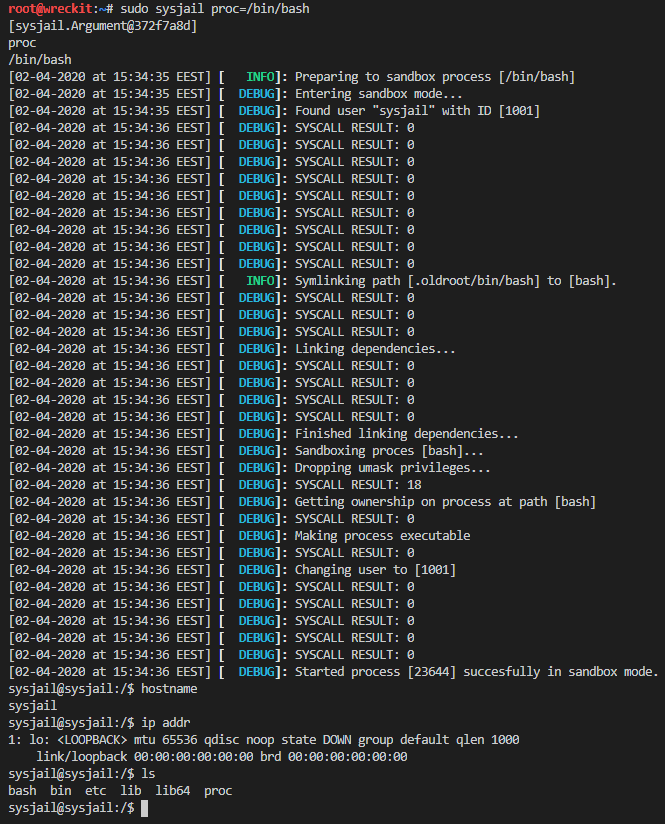 root@wreckit:~# sudo sysjail proc=/bin/bash
[sysjail.Argument@372f7a8d]
proc
/bin/bash
[02-04-2020 at 15:34:35 EEST] [   INFO]: Preparing to sandbox process [/bin/bash]
[02-04-2020 at 15:34:35 EEST] [  DEBUG]: Entering sandbox mode...
[02-04-2020 at 15:34:35 EEST] [  DEBUG]: Found user "sysjail" with ID [1001]
[02-04-2020 at 15:34:36 EEST] [  DEBUG]: SYSCALL RESULT: 0
[02-04-2020 at 15:34:36 EEST] [  DEBUG]: SYSCALL RESULT: 0
[02-04-2020 at 15:34:36 EEST] [  DEBUG]: SYSCALL RESULT: 0
[02-04-2020 at 15:34:36 EEST] [  DEBUG]: SYSCALL RESULT: 0
[02-04-2020 at 15:34:36 EEST] [  DEBUG]: SYSCALL RESULT: 0
[02-04-2020 at 15:34:36 EEST] [  DEBUG]: SYSCALL RESULT: 0
[02-04-2020 at 15:34:36 EEST] [  DEBUG]: SYSCALL RESULT: 0
[02-04-2020 at 15:34:36 EEST] [  DEBUG]: SYSCALL RESULT: 0
[02-04-2020 at 15:34:36 EEST] [  DEBUG]: SYSCALL RESULT: 0
[02-04-2020 at 15:34:36 EEST] [   INFO]: Symlinking path [.oldroot/bin/bash] to [bash].
[02-04-2020 at 15:34:36 EEST] [  DEBUG]: SYSCALL RESULT: 0
[02-04-2020 at 15:34:36 EEST] [  DEBUG]: SYSCALL RESULT: 0
[02-04-2020 at 15:34:36 EEST] [  DEBUG]: SYSCALL RESULT: 0
[02-04-2020 at 15:34:36 EEST] [  DEBUG]: Linking dependencies...
[02-04-2020 at 15:34:36 EEST] [  DEBUG]: SYSCALL RESULT: 0
[02-04-2020 at 15:34:36 EEST] [  DEBUG]: SYSCALL RESULT: 0
[02-04-2020 at 15:34:36 EEST] [  DEBUG]: SYSCALL RESULT: 0
[02-04-2020 at 15:34:36 EEST] [  DEBUG]: SYSCALL RESULT: 0
[02-04-2020 at 15:34:36 EEST] [  DEBUG]: Finished linking dependencies...
[02-04-2020 at 15:34:36 EEST] [  DEBUG]: Sandboxing proces [bash]...
[02-04-2020 at 15:34:36 EEST] [  DEBUG]: Dropping umask privileges...
[02-04-2020 at 15:34:36 EEST] [  DEBUG]: SYSCALL RESULT: 18
[02-04-2020 at 15:34:36 EEST] [  DEBUG]: Getting ownership on process at path [bash]
[02-04-2020 at 15:34:36 EEST] [  DEBUG]: SYSCALL RESULT: 0
[02-04-2020 at 15:34:36 EEST] [  DEBUG]: Making process executable
[02-04-2020 at 15:34:36 EEST] [  DEBUG]: SYSCALL RESULT: 0
[02-04-2020 at 15:34:36 EEST] [  DEBUG]: Changing user to [1001]
[02-04-2020 at 15:34:36 EEST] [  DEBUG]: SYSCALL RESULT: 0
[02-04-2020 at 15:34:36 EEST] [  DEBUG]: SYSCALL RESULT: 0
[02-04-2020 at 15:34:36 EEST] [  DEBUG]: SYSCALL RESULT: 0
[02-04-2020 at 15:34:36 EEST] [  DEBUG]: SYSCALL RESULT: 0
[02-04-2020 at 15:34:36 EEST] [  DEBUG]: SYSCALL RESULT: 0
[02-04-2020 at 15:34:36 EEST] [  DEBUG]: Started process [23644] succesfully in sandbox mode.
sysjail@sysjail:/$ hostname
sysjail
sysjail@sysjail:/$ ip addr
1: lo: <LOOPBACK> mtu 65536 qdisc noop state DOWN group default qlen 1000
    link/loopback 00:00:00:00:00:00 brd 00:00:00:00:00:00
sysjail@sysjail:/$ ls
bash  bin  etc  lib  lib64  proc
sysjail@sysjail:/$